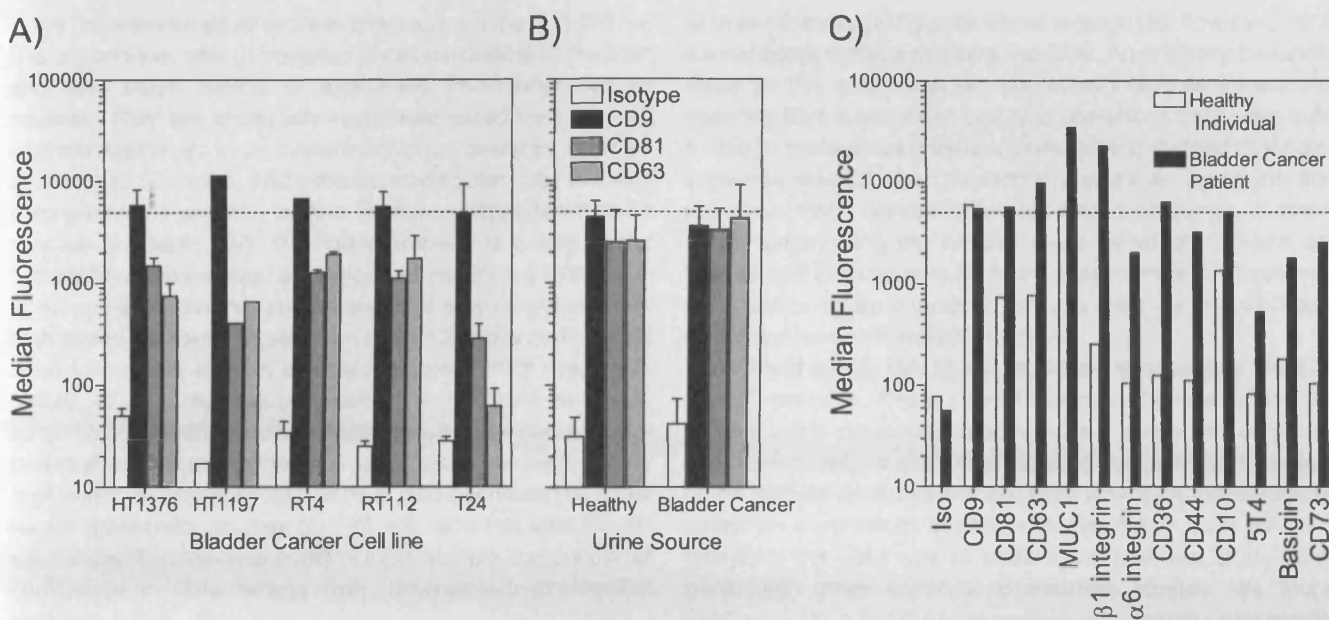 A)
B)
C)
Median Fluorescence
100000
10000
1000
100
10
HT1376 HT1197 RT4 RT112 T24
Bladder Cancer Cell line
Isotype
CD9
CD81
CD63
Healthy Bladder Cancer
Urine Source
Median Fluorescence
100000
10000
1000
100
10
Healthy
Individual
Bladder Cancer
Patient
Iso
CD9
CD81
CD63
MUC1
β1 integrin
α6 integrin
CD36
CD44
CD10
5T4
Basigin
CD73